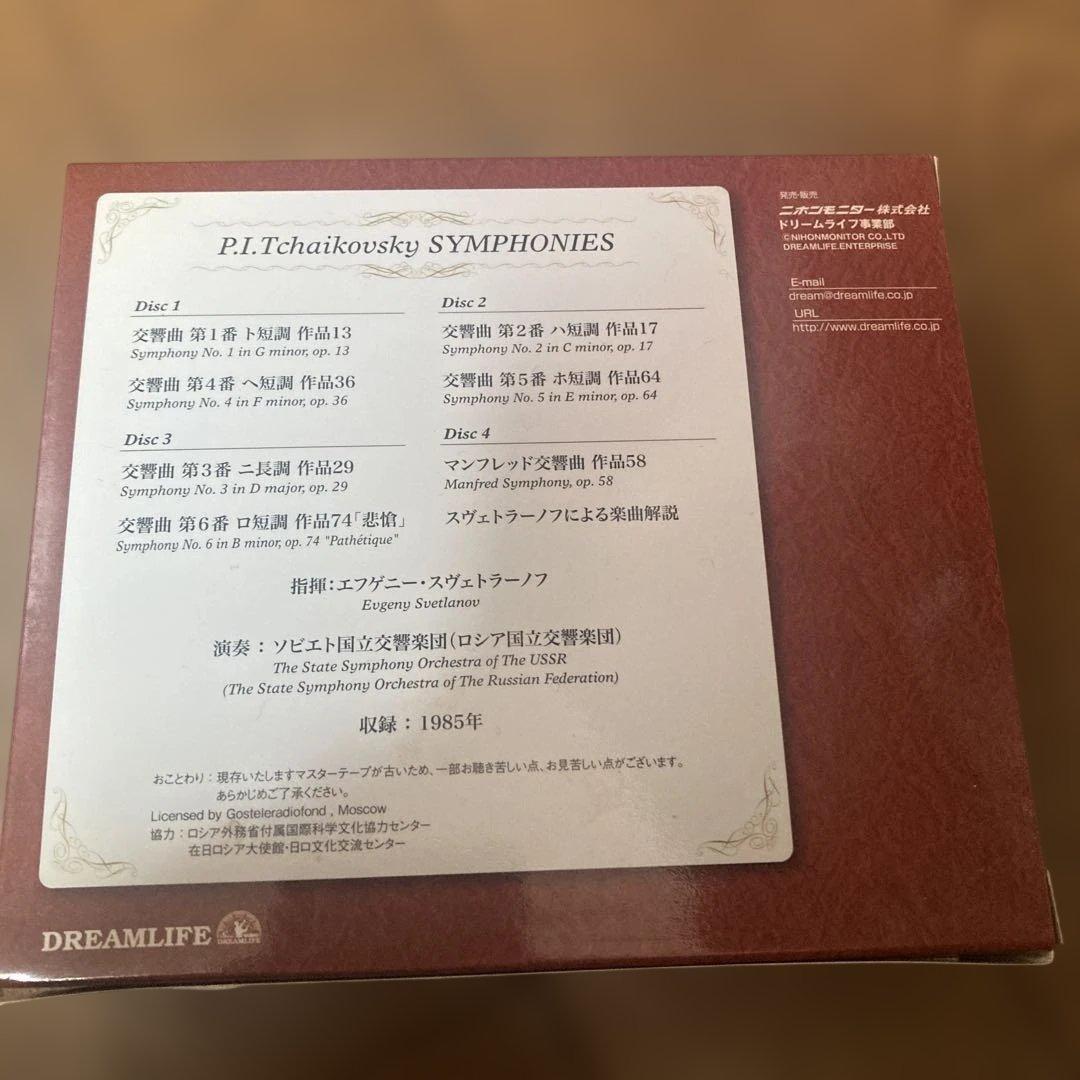 P.I.Tchaikovsky SYMPHONIES
Disc 1
交響曲 第1番 ト短調 作品13
Symphony No. 1 in G minor, op. 13
交響曲 第4番 ヘ短調 作品36
Symphony No. 4 in F minor, op. 36
Disc 2
交響曲 第2番 ハ短調 作品17
Symphony No. 2 in C minor, op. 17
交響曲 第5番 ホ短調 作品64
Symphony No. 5 in E minor, op. 64
Disc 3
交響曲 第3番 ニ長調 作品29
Symphony No. 3 in D major, op. 29
交響曲 第6番 ロ短調 作品74「悲愴」
Symphony No. 6 in B minor, op. 74 "Pathétique"
Disc 4
マンフレッド交響曲 作品58
Manfred Symphony, op. 58
スヴェトラーノフによる楽曲解説
指揮：エフゲニー・スヴェトラーノフ
Evgeny Svetlanov
演奏：ソビエト国立交響楽団（ロシア国立交響楽団）
The State Symphony Orchestra of The USSR
(The State Symphony Orchestra of The Russian Federation)
収録：1985年
おことわり：現存いたしますマスターテープが古いため、一部お聴き苦しい点、お見苦しい点がございます。
あらかじめご了承ください。
Licensed by Gosteleradiofond , Moscow
協力：ロシア外務省付属国際科学文化協力センター
在日ロシア大使館・日ロ文化交流センター
発売・販売
ニホンモニター株式会社
ドリームライフ事業部
©NIHONMONITOR CO.,LTD
DREAMLIFE.ENTERPRISE
E-mail
dream@dreamlife.co.jp
URL
http://www.dreamlife.co.jp
DREAMLIFE
DREAMLIFE